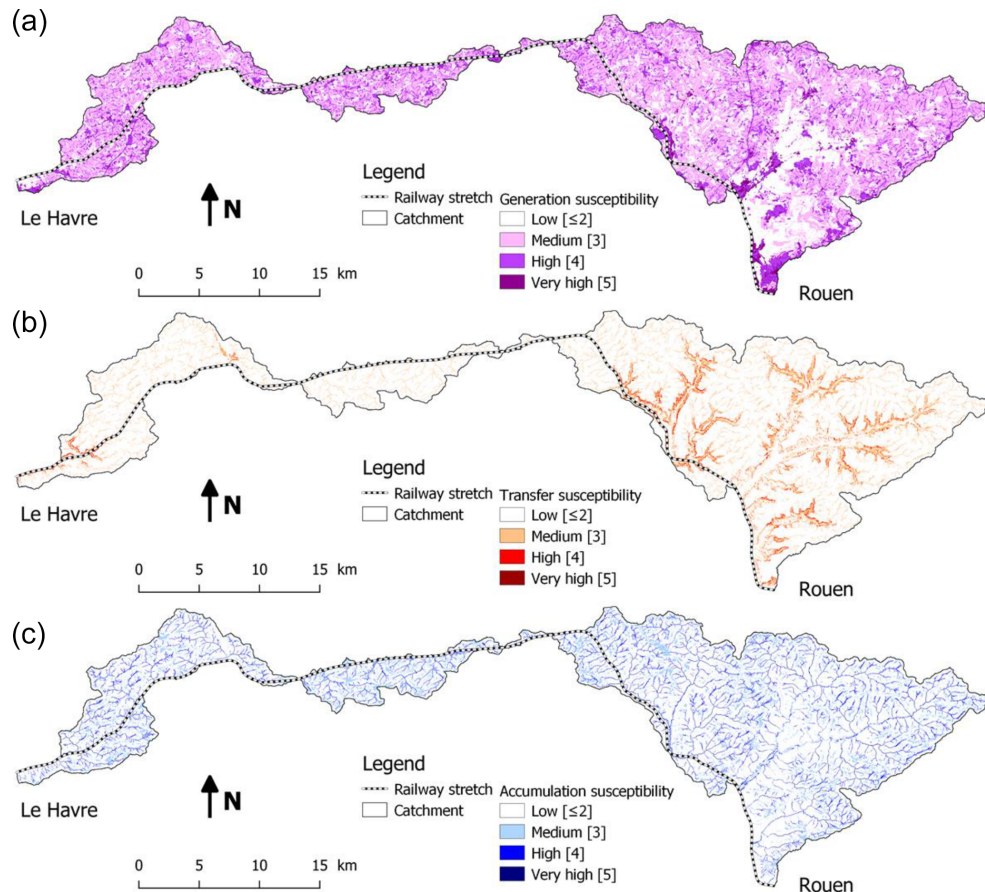 (a)
Le Havre
N
0 5 10 15 km
Legend
Railway stretch
Catchment
Generation susceptibility
Low [≤2]
Medium [3]
High [4]
Very high [5]
Rouen
(b)
Le Havre
N
0 5 10 15 km
Legend
Railway stretch
Catchment
Transfer susceptibility
Low [≤2]
Medium [3]
High [4]
Very high [5]
Rouen
(c)
Le Havre
N
0 5 10 15 km
Legend
Railway stretch
Catchment
Accumulation susceptibility
Low [≤2]
Medium [3]
High [4]
Very high [5]
Rouen